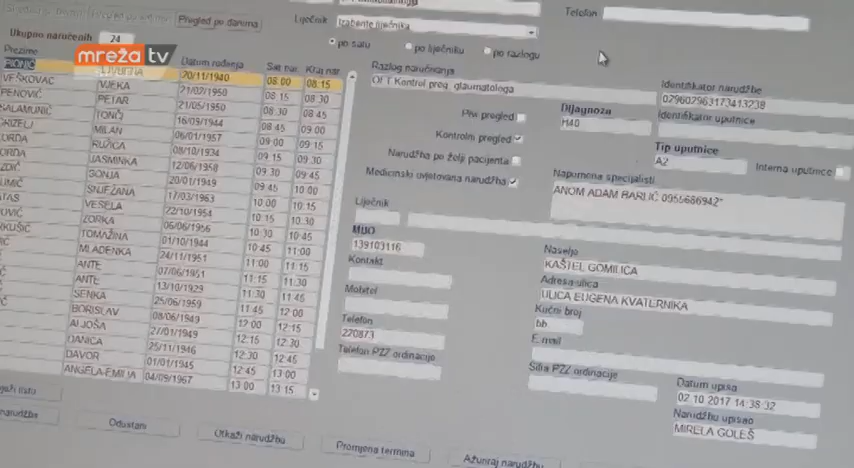 Telefon
Pregled po datumu
Liječnik
Izaberite liječnika
Ukupno naručenih 24
po satu po liječniku po razlogu
mreža tv
Prezime Datum rođenja Sat nar. Kraj nar.
20/11/1940 08:00 08:15
VEŠKOVAC VJEKA 21/02/1950 08:15 08:30
PENOVIĆ PETAR 21/05/1950 08:30 08:45
SALAMUNIĆ 16/09/1944 08:45 09:00
MILAN 06/01/1957 09:00 09:15
RUŽICA 08/10/1934 09:15 09:30
JASMINKA 12/06/1958 09:30 09:45
SONJA 20/01/1949 09:45 10:00
SNJEŽANA 17/03/1963 10:00 10:15
VESELA 22/10/1954 10:15 10:30
ZORKA 06/06/1956 10:30 10:45
TOMAŽINA 01/10/1944 10:45 11:00
MLADENKA 24/11/1951 11:00 11:15
ANTE 07/06/1951 11:15 11:30
ANTE 13/10/1929 11:30 11:45
SENKA 25/06/1959 11:45 12:00
BORISLAV 08/06/1949 12:00 12:15
ALJOŠA 27/01/1949 12:15 12:30
DANICA 25/11/1946 12:30 12:45
DAVOR 01/01/1945 12:45 13:00
ANGELA-EMILIA 04/09/1967 13:00 13:15
Razlog naručivanja
OFT Kontrol preg. glaumatologa
Identifikator narudžbe
029602963173413238
Prvi pregled
Dijagnoza
H40
Identifikator uputnice
Kontrolni pregled
Tip uputnice
A2
Interna uputnica
Narudžba po želji pacijenta
Medicinski uvjetovana narudžba
Napomena specijalisti
ANOM ADAM BARLIĆ 0955686942"
Liječnik
MBO
139103116
Naselje
KAŠTEL GOMILICA
Kontakt
Adresa-ulica
ULICA EUGENA KVATERNIKA
Mobitel
Kućni broj
bb
Telefon
220873
E.mail
Telefon PZZ ordinacije
Šifra PZZ ordinacije
Datum upisa
02.10.2017 14:38:32
Narudžbu upisao
MIRELA GOLEŠ
Odustani
Otkaži narudžbu
Promjena termina
Ažuriraj narudžbu